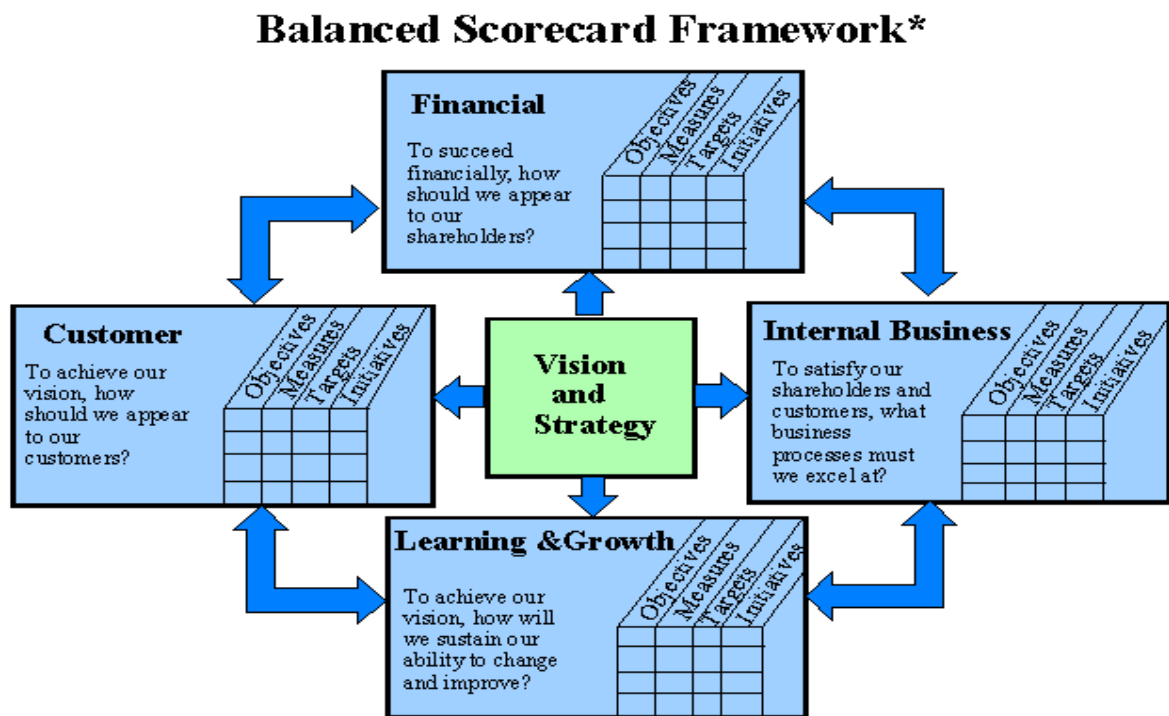 Balanced Scorecard Framework*
Financial
To succeed
financially, how
should we appear
to our
shareholders?
Objectives
Measures
Targets
Initiatives
Customer
To achieve our
vision, how
should we appear
to our
customers?
Objectives
Measures
Targets
Initiatives
Vision
and
Strategy
Internal Business
To satisfy our
shareholders and
customers, what
business
processes must
we excel at?
Objectives
Measures
Targets
Initiatives
Learning &Growth
To achieve our
vision, how will
we sustain our
ability to change
and improve?
Objectives
Measures
Targets
Initiatives